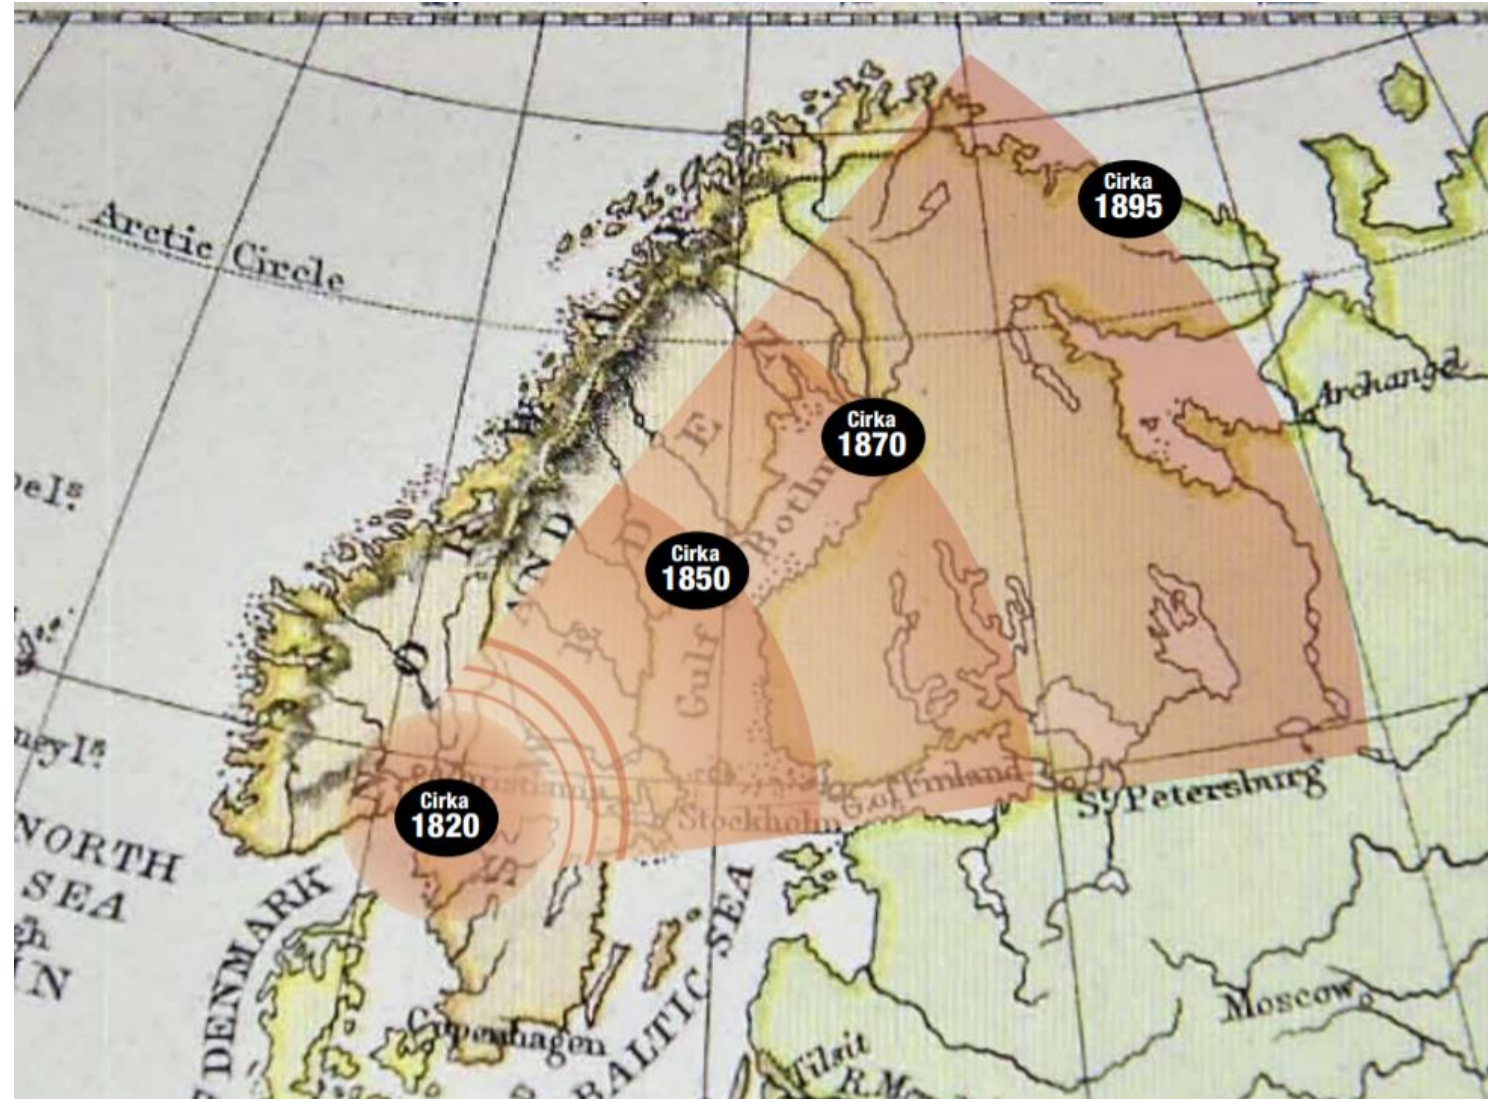 Arctic Circle
Cirka
1895
Archangel
Cirka
1870
Bothn
Cirka
1850
Gulf
Cirka
1820
Stockholm
G. of Finland
St. Petersburg
NORTH
SEA
DENMARK
BALTIC SEA
Copenhagen
Moscow
Tilsit